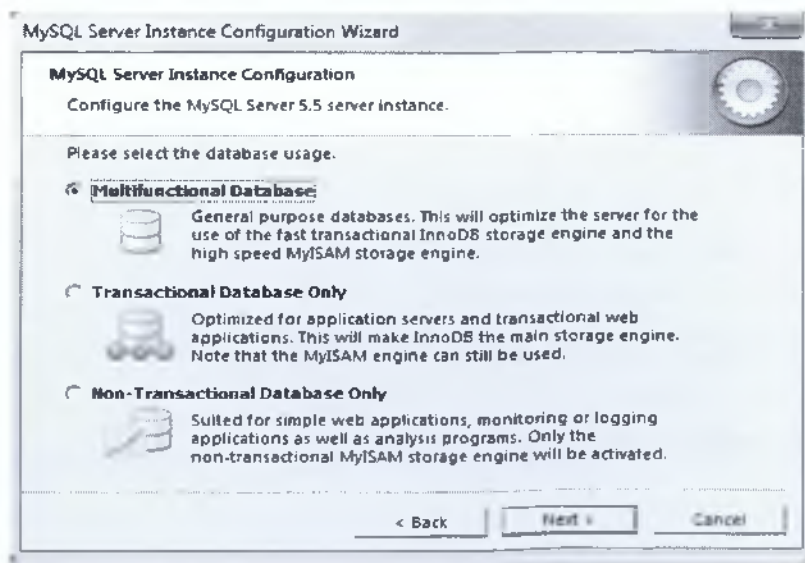 MySQL Server Instance Configuration Wizard
MySQL Server Instance Configuration
Configure the MySQL Server 5.5 server instance.
Please select the database usage.
Multifunctional Database
General purpose databases. This will optimize the server for the
use of the fast transactional InnoDB storage engine and the
high speed MyISAM storage engine.
Transactional Database Only
Optimized for application servers and transactional web
applications. This will make InnoDB the main storage engine.
Note that the MyISAM engine can still be used.
Non-Transactional Database Only
Suited for simple web applications, monitoring or logging
applications as well as analysis programs. Only the
non-transactional MyISAM storage engine will be activated.
< Back Next > Cancel